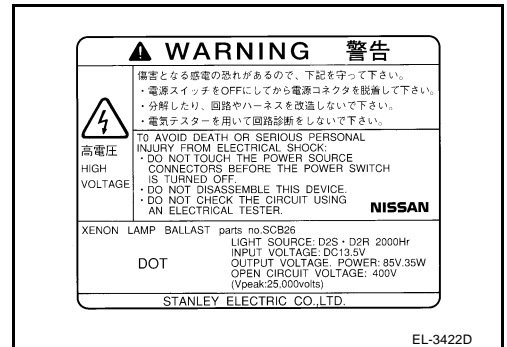 WARNING 警告
傷害となる感電の恐れがあるので、下記を守って下さい。
・電源スイッチをOFFにしてから電源コネクタを脱着して下さい。
・分解したり、回路やハーネスを改造しないで下さい。
・電気テスターを用いて回路診断をしないで下さい。
高電圧
HIGH
VOLTAGE
TO AVOID DEATH OR SERIOUS PERSONAL
INJURY FROM ELECTRICAL SHOCK:
・DO NOT TOUCH THE POWER SOURCE
CONNECTORS BEFORE THE POWER SWITCH
IS TURNED OFF.
・DO NOT DISASSEMBLE THIS DEVICE.
・DO NOT CHECK THE CIRCUIT USING
AN ELECTRICAL TESTER.
NISSAN
XENON LAMP BALLAST parts no.SCB26
LIGHT SOURCE: D2S・D2R 2000Hr
INPUT VOLTAGE: DC13.5V
DOT
OUTPUT VOLTAGE. POWER: 85V.35W
OPEN CIRCUIT VOLTAGE: 400V
(Vpeak:25,000volts)
STANLEY ELECTRIC CO.,LTD.
EL-3422D